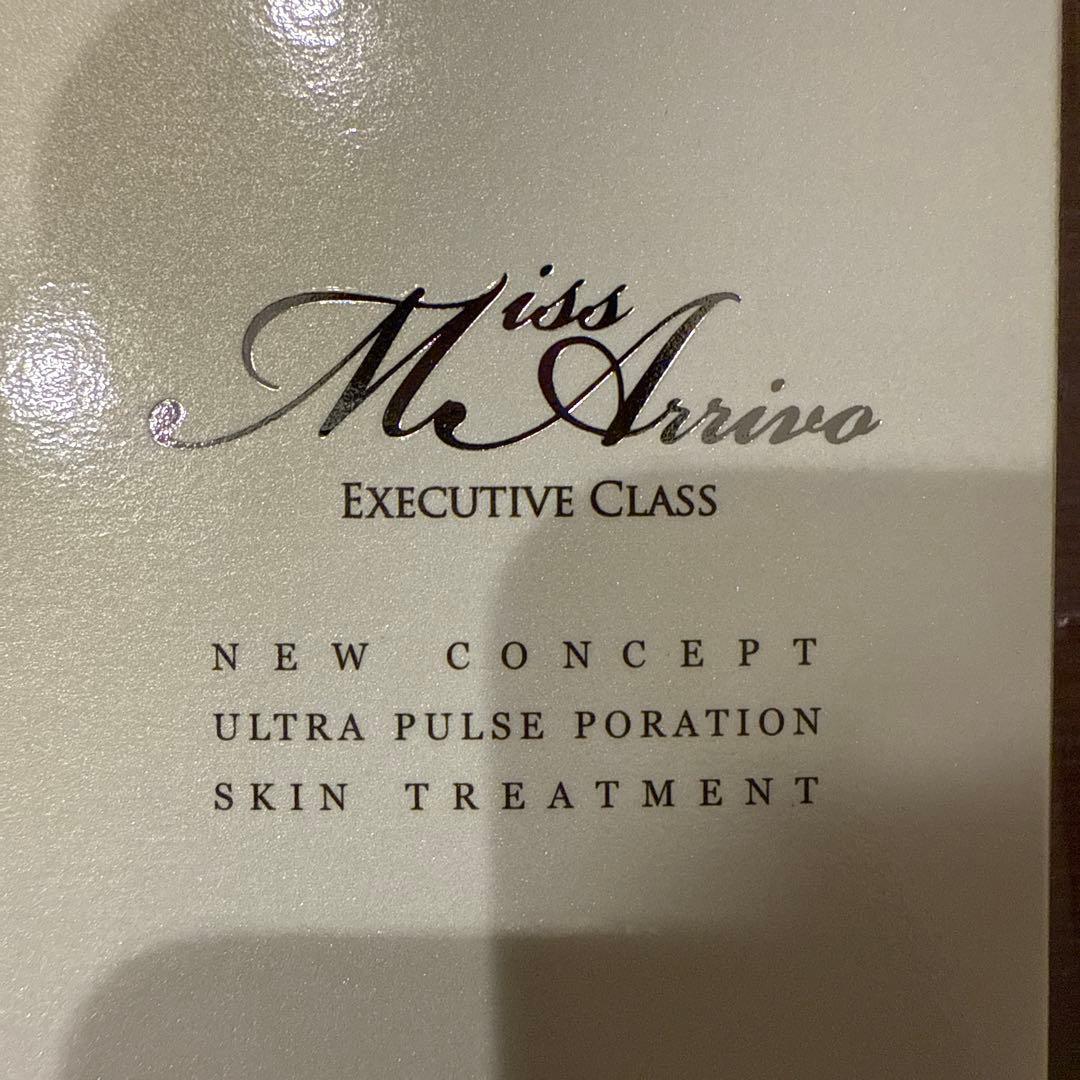 Miss
Arrivo
EXECUTIVE CLASS
NEW CONCEPT
ULTRA PULSE PORATION
SKIN TREATMENT